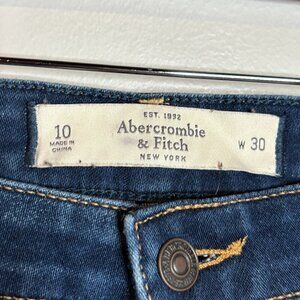 EST. 1892
10
MADE IN
CHINA
Abercrombie
& Fitch
NEW YORK
W 30